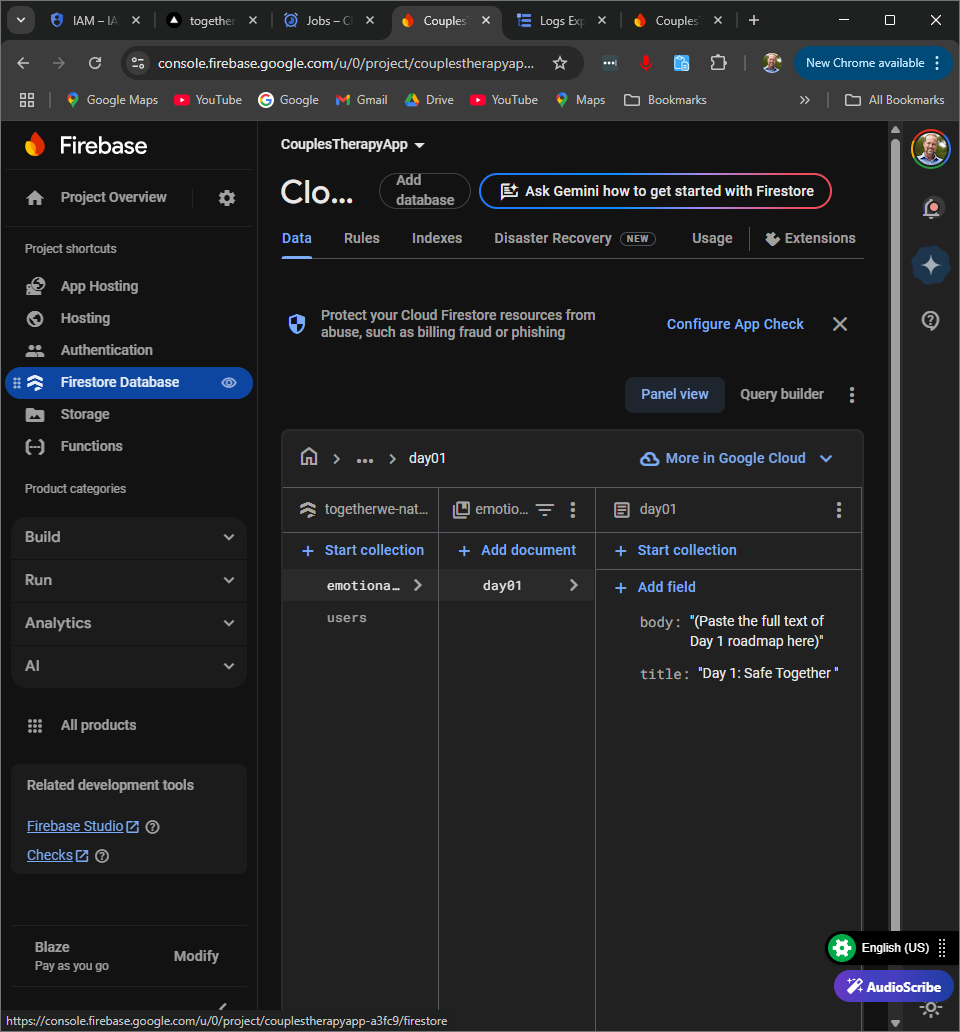 IAM – IA
together
Jobs – Cl
Couples
Logs Exp
Couples
console.firebase.google.com/u/0/project/couplestherapyap...
New Chrome available
Google Maps
YouTube
Google
Gmail
Drive
YouTube
Maps
Bookmarks
All Bookmarks
Firebase
Project Overview
Project shortcuts
App Hosting
Hosting
Authentication
Firestore Database
Storage
Functions
Product categories
Build
Run
Analytics
AI
All products
Related development tools
Firebase Studio
Checks
Blaze
Pay as you go
Modify
CouplesTherapyApp
Clo...
Add
database
Ask Gemini how to get started with Firestore
Data
Rules
Indexes
Disaster Recovery NEW
Usage
Extensions
Protect your Cloud Firestore resources from
abuse, such as billing fraud or phishing
Configure App Check
Panel view
Query builder
... > day01
More in Google Cloud
togetherwe-nat...
emotio...
day01
+ Start collection
+ Add document
+ Start collection
emotiona...
day01
+ Add field
users
body: "(Paste the full text of
Day 1 roadmap here)"
title: "Day 1: Safe Together "
English (US)
AudioScribe
https://console.firebase.google.com/u/0/project/couplestherapyapp-a3fc9/firestore